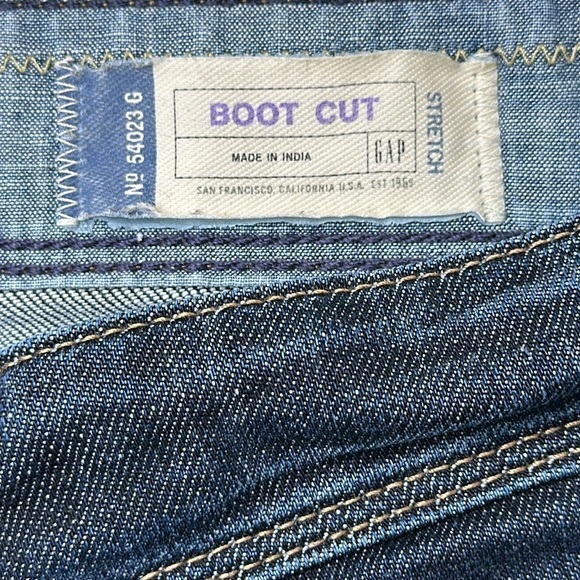 Nº 54023 G
BOOT CUT
MADE IN INDIA
GAP
SAN FRANCISCO, CALIFORNIA U.S.A. EST 1969
STRETCH